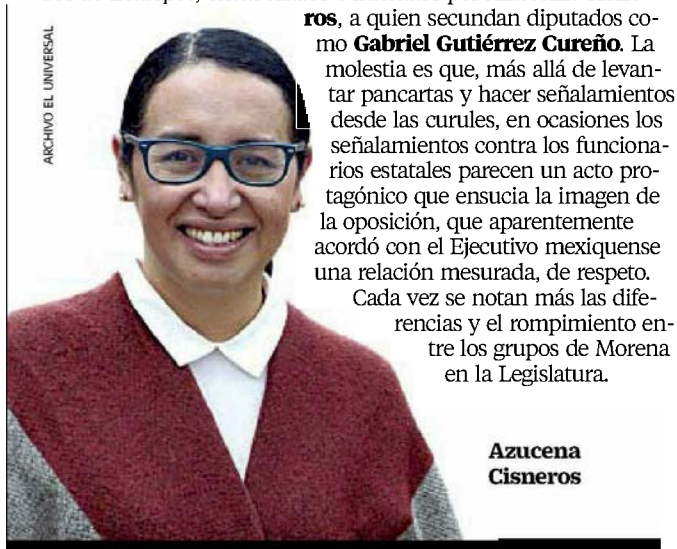 ARCHIVO EL UNIVERSAL
ros, a quien secundan diputados co-
mo Gabriel Gutiérrez Cureño. La
molestia es que, más allá de levan-
tar pancartas y hacer señalamientos
desde las curules, en ocasiones los
señalamientos contra los funciona-
rios estatales parecen un acto pro-
tagónico que ensucia la imagen de
la oposición, que aparentemente
acordó con el Ejecutivo mexiquense
una relación mesurada, de respeto.
Cada vez se notan más las dife-
rencias y el rompimiento en-
tre los grupos de Morena
en la Legislatura.
Azucena
Cisneros